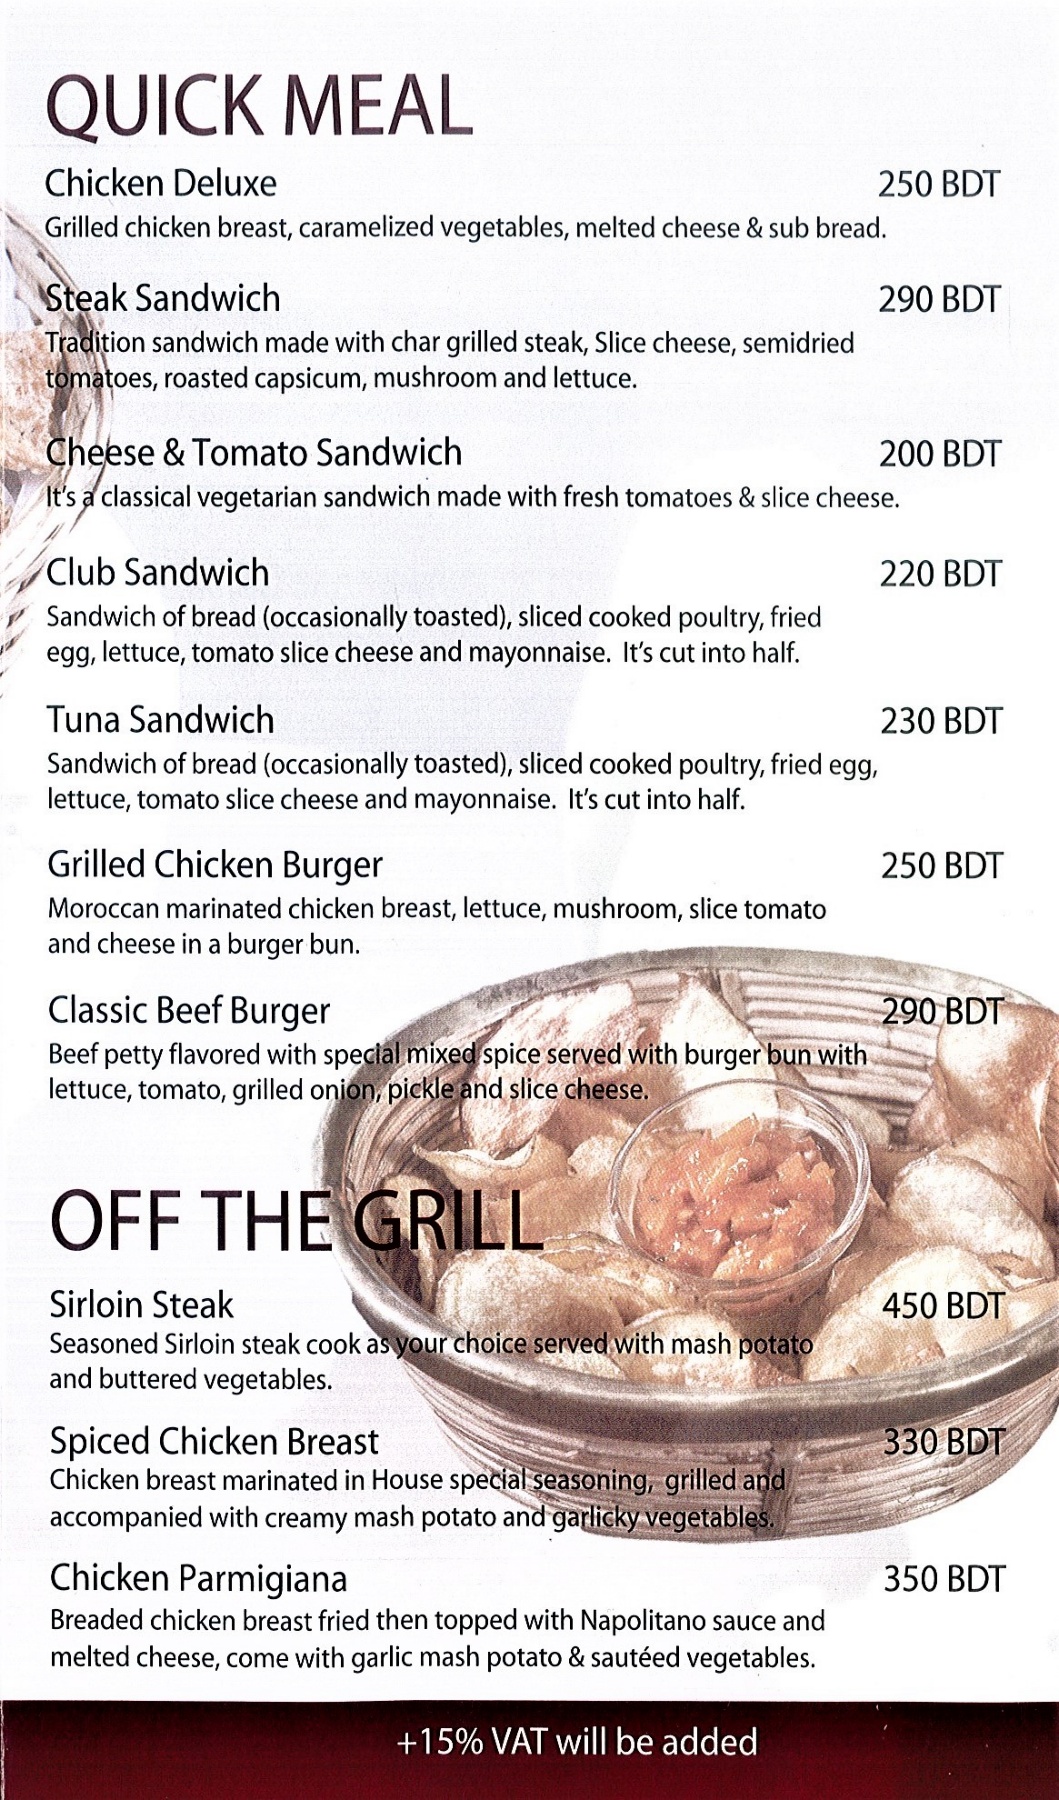 QUICK MEAL
Chicken Deluxe 250 BDT
Grilled chicken breast, caramelized vegetables, melted cheese & sub bread.
Steak Sandwich 290 BDT
Tradition sandwich made with char grilled steak, Slice cheese, semidried
tomatoes, roasted capsicum, mushroom and lettuce.
Cheese & Tomato Sandwich 200 BDT
It's a classical vegetarian sandwich made with fresh tomatoes & slice cheese.
Club Sandwich 220 BDT
Sandwich of bread (occasionally toasted), sliced cooked poultry, fried
egg, lettuce, tomato slice cheese and mayonnaise. It's cut into half.
Tuna Sandwich 230 BDT
Sandwich of bread (occasionally toasted), sliced cooked poultry, fried egg,
lettuce, tomato slice cheese and mayonnaise. It's cut into half.
Grilled Chicken Burger 250 BDT
Moroccan marinated chicken breast, lettuce, mushroom, slice tomato
and cheese in a burger bun.
Classic Beef Burger 290 BDT
Beef petty flavored with special mixed spice served with burger bun with
lettuce, tomato, grilled onion, pickle and slice cheese.
OFF THE GRILL
Sirloin Steak 450 BDT
Seasoned Sirloin steak cook as your choice served with mash potato
and buttered vegetables.
Spiced Chicken Breast 330 BDT
Chicken breast marinated in House special seasoning, grilled and
accompanied with creamy mash potato and garlicky vegetables.
Chicken Parmigiana 350 BDT
Breaded chicken breast fried then topped with Napolitano sauce and
melted cheese, come with garlic mash potato & sautéed vegetables.
+15% VAT will be added